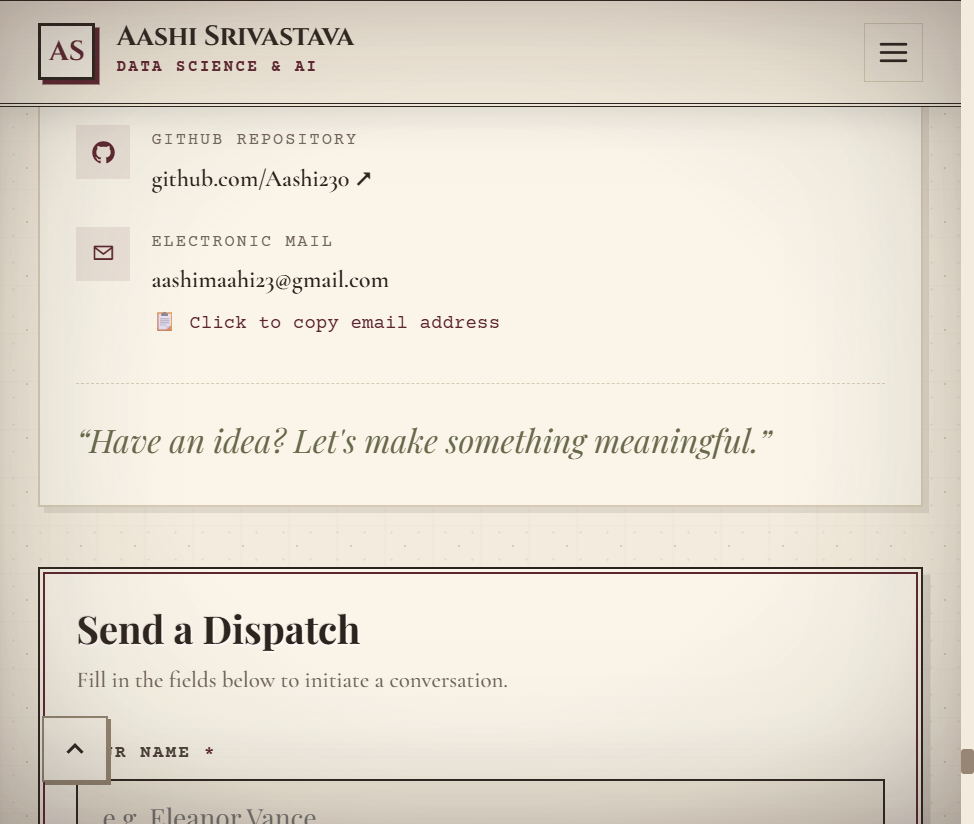 AS
AASHI SRIVASTAVA
DATA SCIENCE & AI
GITHUB REPOSITORY
github.com/Aashi230 ↗
ELECTRONIC MAIL
aashimaahi23@gmail.com
📋 Click to copy email address
“Have an idea? Let's make something meaningful.”
Send a Dispatch
Fill in the fields below to initiate a conversation.
R NAME *
e.g. Eleanor Vance